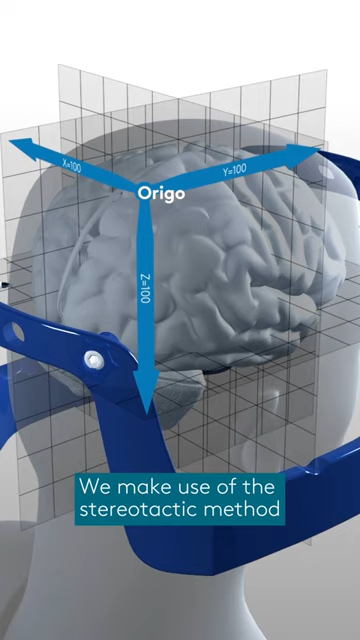 X=100
Y=100
Origo
Z=100
We make use of the
stereotactic method